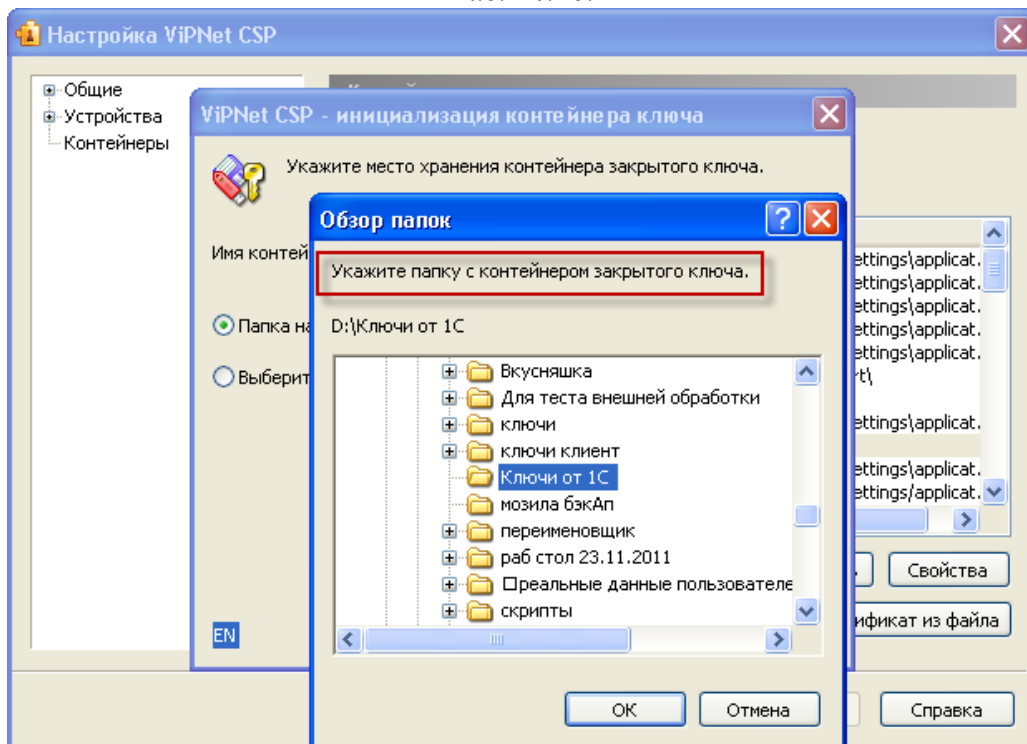 Настройка ViPNet CSP
Общие
Устройства
Контейнеры
ViPNet CSP - инициализация контейнера ключа
Укажите место хранения контейнера закрытого ключа.
Имя контей
Папка на
Выберит
EN
Обзор папок
Укажите папку с контейнером закрытого ключа.
D:\Ключи от 1С
Вкусняшка
Для теста внешней обработки
ключи
ключи клиент
Ключи от 1С
мозила бэкАп
переименовщик
раб стол 23.11.2011
реальные данные пользователе
скрипты
ОК
Отмена
ettings\applicat.
ettings\applicat.
ettings\applicat.
ettings\applicat.
ettings\applicat.
rt\
ettings\applicat.
ettings\applicat.
ettings/applicat.
Свойства
ификат из файла
Справка